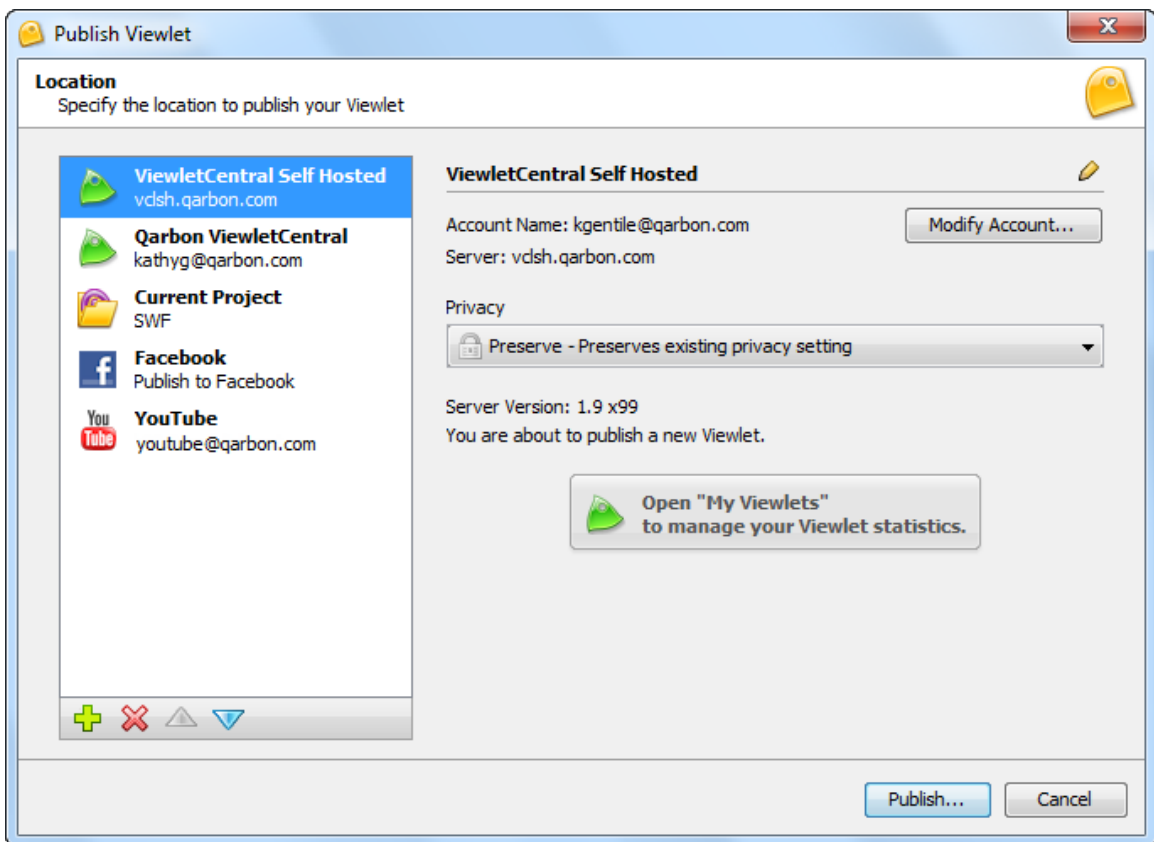 Publish Viewlet
Location
Specify the location to publish your Viewlet
ViewletCentral Self Hosted
vclsh.qarbon.com
Qarbon ViewletCentral
kathyg@qarbon.com
Current Project
SWF
f
Facebook
Publish to Facebook
You
Tube
YouTube
youtube@qarbon.com
ViewletCentral Self Hosted
Account Name: kgentile@qarbon.com
Modify Account...
Server: vclsh.qarbon.com
Privacy
Preserve - Preserves existing privacy setting
Server Version: 1.9 x99
You are about to publish a new Viewlet.
Open "My Viewlets"
to manage your Viewlet statistics.
Publish...
Cancel